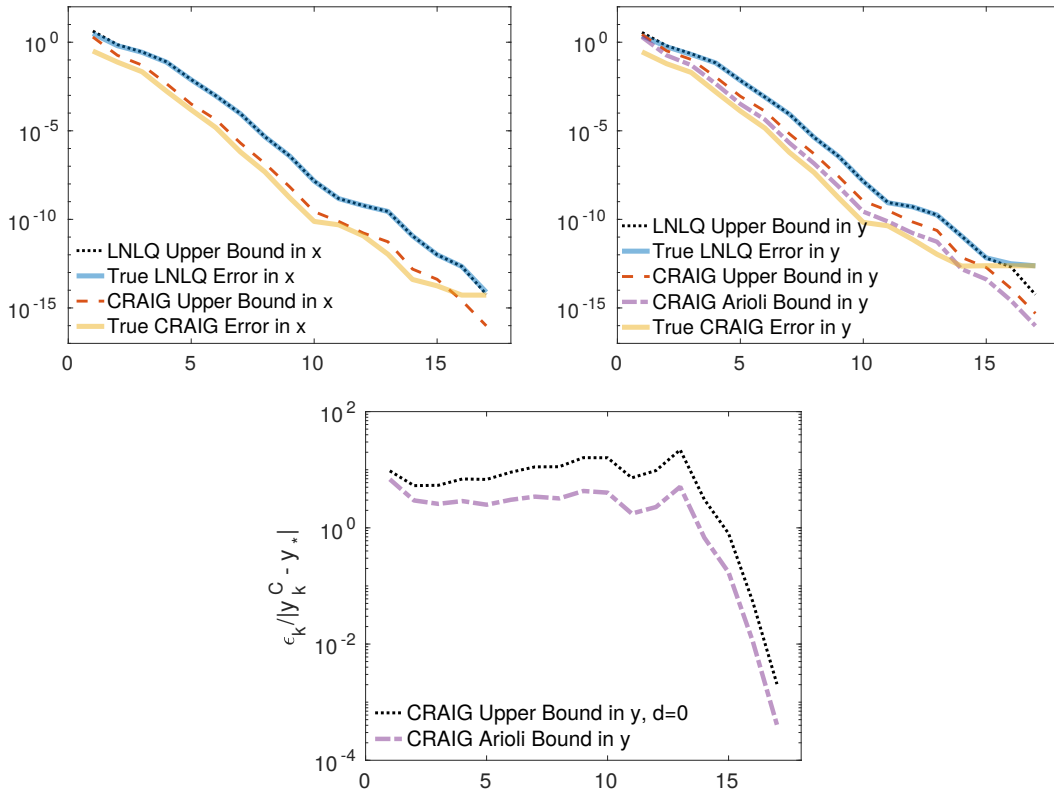 10^0
10^-5
10^-10
10^-15
LNLQ Upper Bound in x
True LNLQ Error in x
CRAIG Upper Bound in x
True CRAIG Error in x
0 5 10 15
10^0
10^-5
10^-10
10^-15
LNLQ Upper Bound in y
True LNLQ Error in y
CRAIG Upper Bound in y
CRAIG Arioli Bound in y
True CRAIG Error in y
0 5 10 15
10^2
10^0
10^-2
10^-4
ϵ_k/|y_k^C - y_*|
CRAIG Upper Bound in y, d=0
CRAIG Arioli Bound in y
0 5 10 15